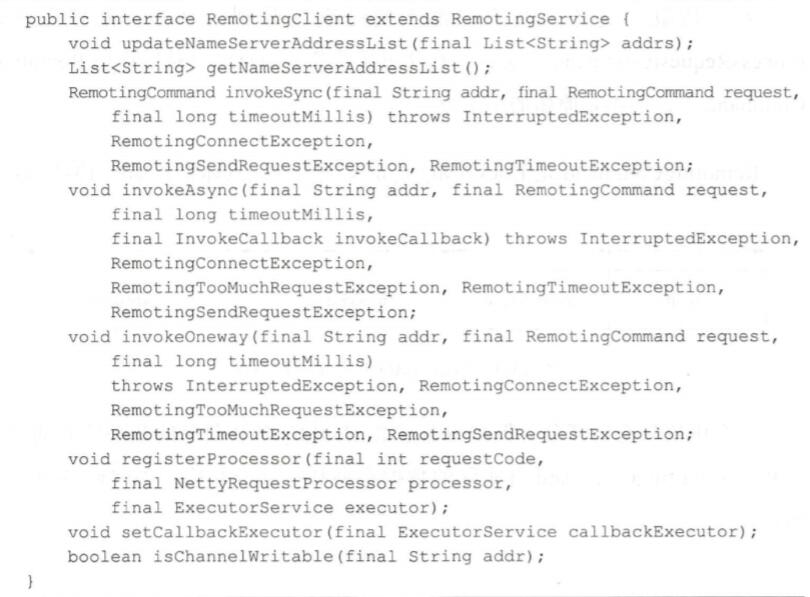 public interface RemotingClient extends RemotingService {
    void updateNameServerAddressList(final List<String> addrs);
    List<String> getNameServerAddressList();
    RemotingCommand invokeSync(final String addr, final RemotingCommand request,
        final long timeoutMillis) throws InterruptedException,
        RemotingConnectException,
        RemotingSendRequestException, RemotingTimeoutException;
    void invokeAsync(final String addr, final RemotingCommand request,
        final long timeoutMillis,
        final InvokeCallback invokeCallback) throws InterruptedException,
        RemotingConnectException,
        RemotingTooMuchRequestException, RemotingTimeoutException,
        RemotingSendRequestException;
    void invokeOneway(final String addr, final RemotingCommand request,
        final long timeoutMillis)
        throws InterruptedException, RemotingConnectException,
        RemotingTooMuchRequestException,
        RemotingTimeoutException, RemotingSendRequestException;
    void registerProcessor(final int requestCode,
        final NettyRequestProcessor processor,
        final ExecutorService executor);
    void setCallbackExecutor(final ExecutorService callbackExecutor);
    boolean isChannelWritable(final String addr);
}